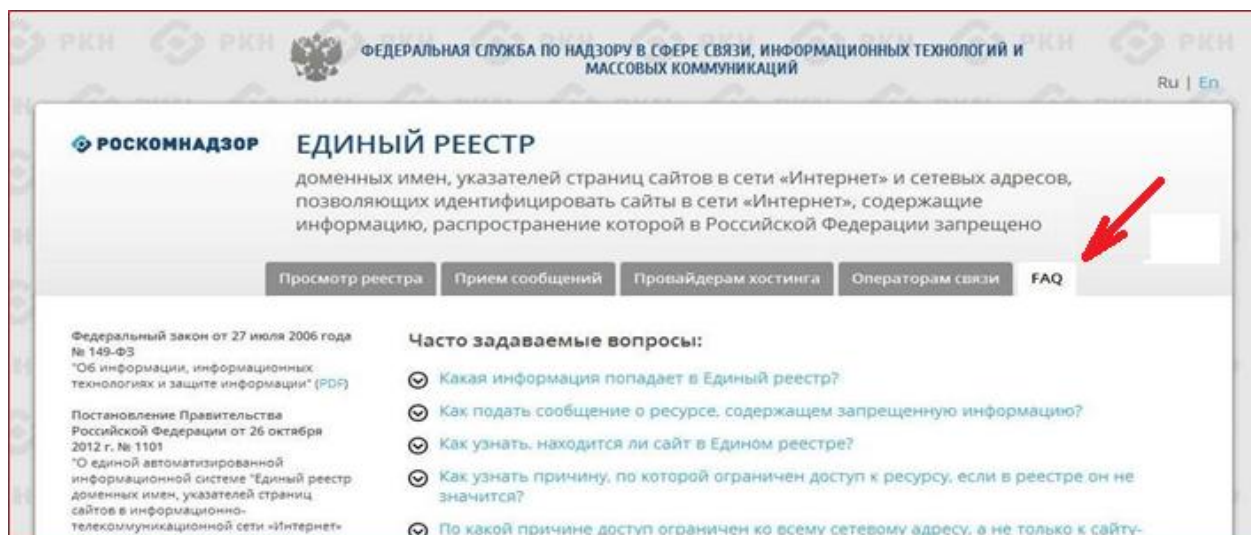 ФЕДЕРАЛЬНАЯ СЛУЖБА ПО НАДЗОРУ В СФЕРЕ СВЯЗИ, ИНФОРМАЦИОННЫХ ТЕХНОЛОГИЙ И
МАССОВЫХ КОММУНИКАЦИЙ
Ru | En
РОСКОМНАДЗОР
ЕДИНЫЙ РЕЕСТР
доменных имен, указателей страниц сайтов в сети «Интернет» и сетевых адресов,
позволяющих идентифицировать сайты в сети «Интернет», содержащие
информацию, распространение которой в Российской Федерации запрещено
Просмотр реестра
Прием сообщений
Провайдерам хостинга
Операторам связи
FAQ
Федеральный закон от 27 июля 2006 года
№ 149-ФЗ
"Об информации, информационных
технологиях и защите информации" (PDF)
Постановление Правительства
Российской Федерации от 26 октября
2012 г. № 1101
"О единой автоматизированной
информационной системе "Единый реестр
доменных имен, указателей страниц
сайтов в информационно-
телекоммуникационной сети «Интернет»
Часто задаваемые вопросы:
Какая информация попадает в Единый реестр?
Как подать сообщение о ресурсе, содержащем запрещенную информацию?
Как узнать, находится ли сайт в Едином реестре?
Как узнать причину, по которой ограничен доступ к ресурсу, если в реестре он не
значится?
По какой причине доступ ограничен ко всему сетевому адресу, а не только к сайту-